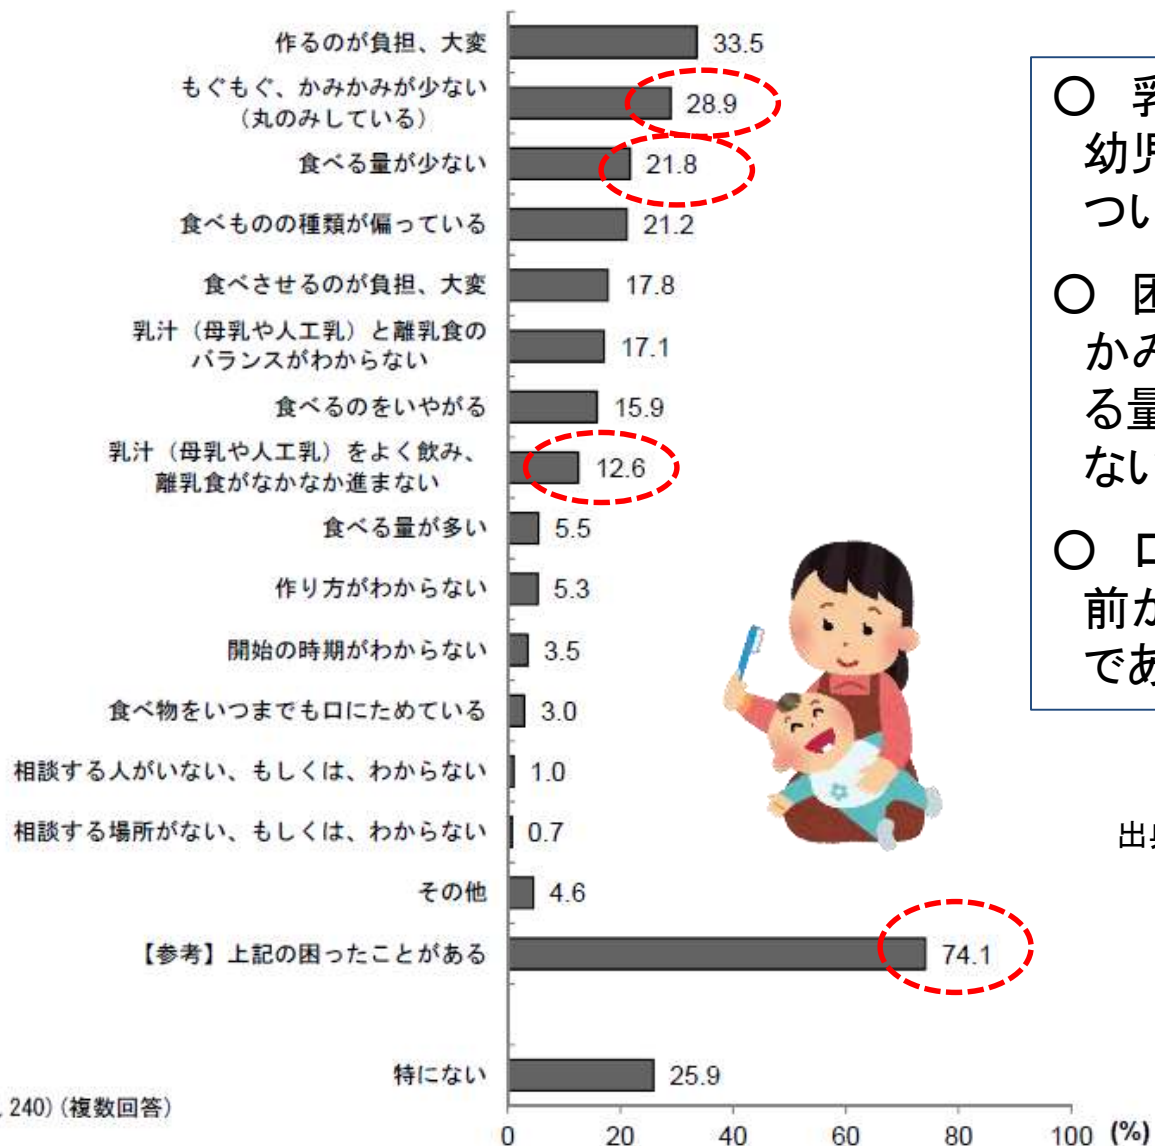 作るのが負担、大変
33.5
もぐもぐ、かみかみが少ない
（丸のみしている）
28.9
食べる量が少ない
21.8
食べものの種類が偏っている
21.2
食べさせるのが負担、大変
17.8
乳汁（母乳や人工乳）と離乳食の
バランスがわからない
17.1
食べるのをいやがる
15.9
乳汁（母乳や人工乳）をよく飲み、
離乳食がなかなか進まない
12.6
食べる量が多い
5.5
作り方がわからない
5.3
開始の時期がわからない
3.5
食べ物をいつまでも口にためている
3.0
相談する人がいない、もしくは、わからない
1.0
相談する場所がない、もしくは、わからない
0.7
その他
4.6
【参考】上記の困ったことがある
74.1
特にない
25.9
240) (複数回答)
0 20 40 60 80 100 (%)
○ 乳
幼児
つい
○ 困
かみ
る量
ない
○ 口
前か
であ
出